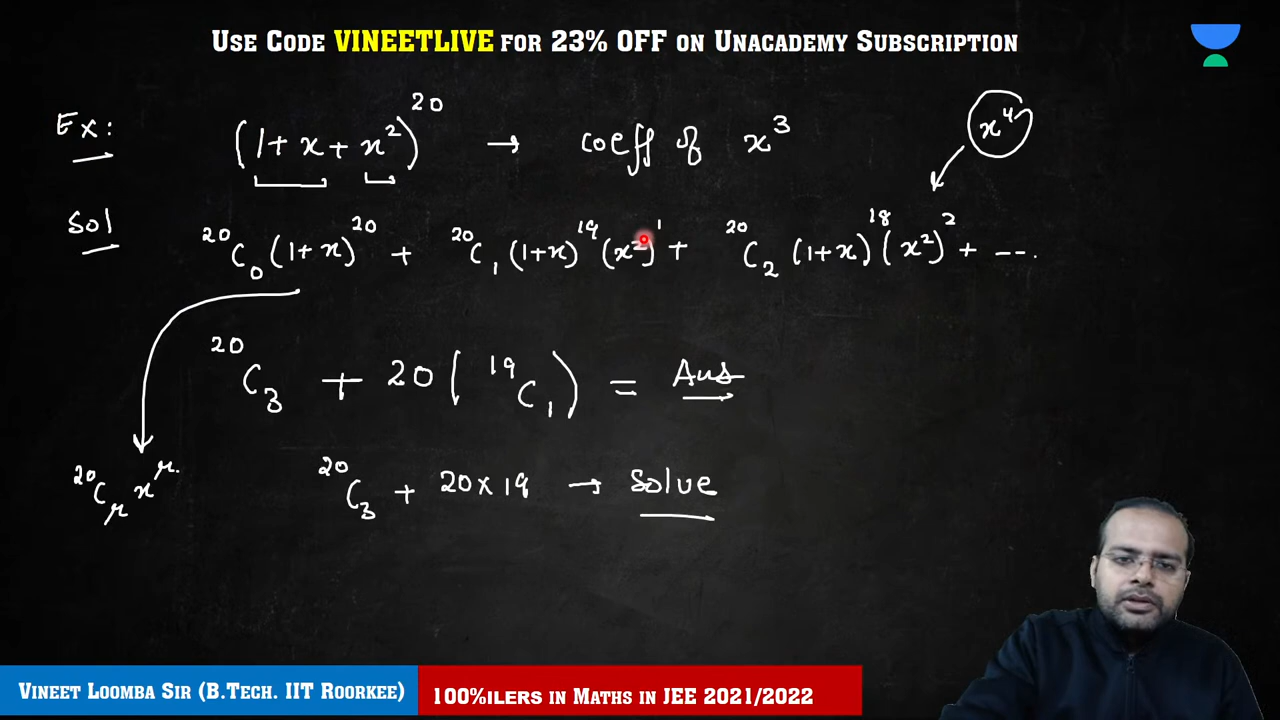 USE CODE VINEETLIVE FOR 23% OFF ON UNACADEMY SUBSCRIPTION
Ex: (1+x+x²)²⁰ → coeff of x³
x⁴
Sol ²⁰C₀(1+x)²⁰ + ²⁰C₁(1+x)¹⁹(x²)¹ + ²⁰C₂(1+x)¹⁸(x²)² + ---.
²⁰C₃ + 20(¹⁹C₁) = Ans
²⁰Cᵣxʳ.
²⁰C₃ + 20×19 → Solve
VINEET LOOMBA SIR (B.TECH. IIT ROORKEE)
100%ILERS IN MATHS IN JEE 2021/2022